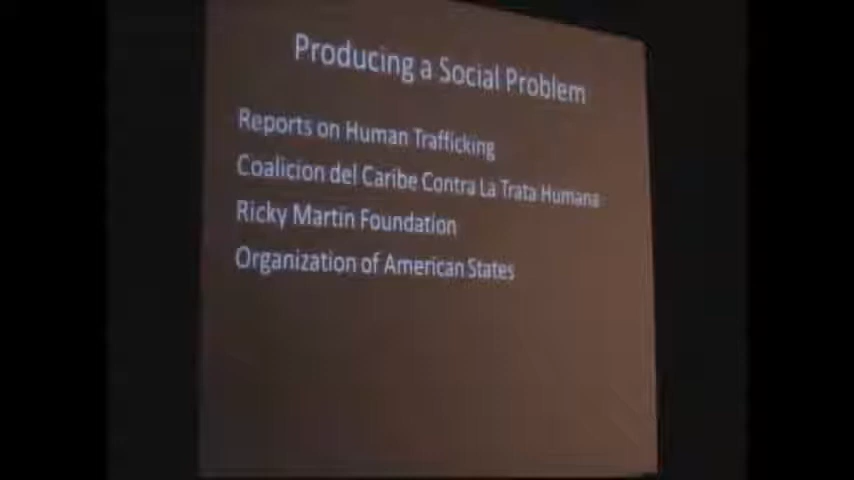 Producing a Social Problem
Reports on Human Trafficking
Coalicion del Caribe Contra La Trata Humana
Ricky Martin Foundation
Organization of American States